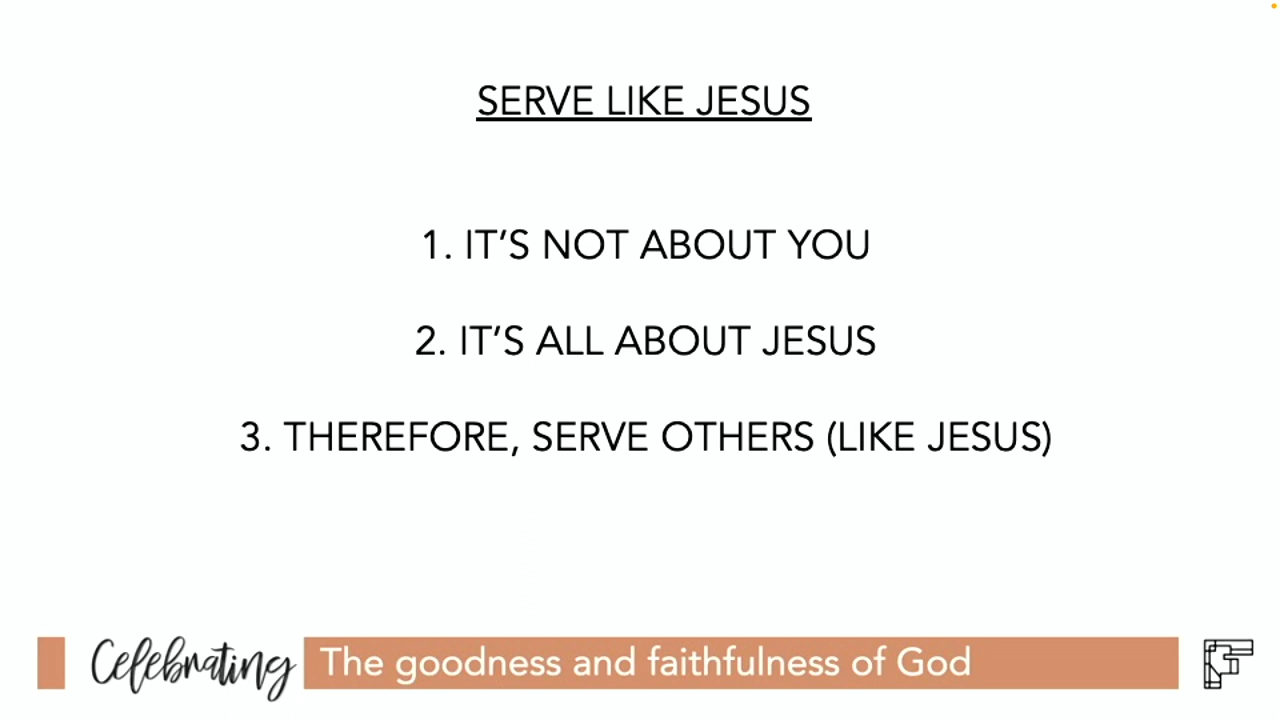 SERVE LIKE JESUS
1. IT'S NOT ABOUT YOU
2. IT'S ALL ABOUT JESUS
3. THEREFORE, SERVE OTHERS (LIKE JESUS)
Celebrating The goodness and faithfulness of God